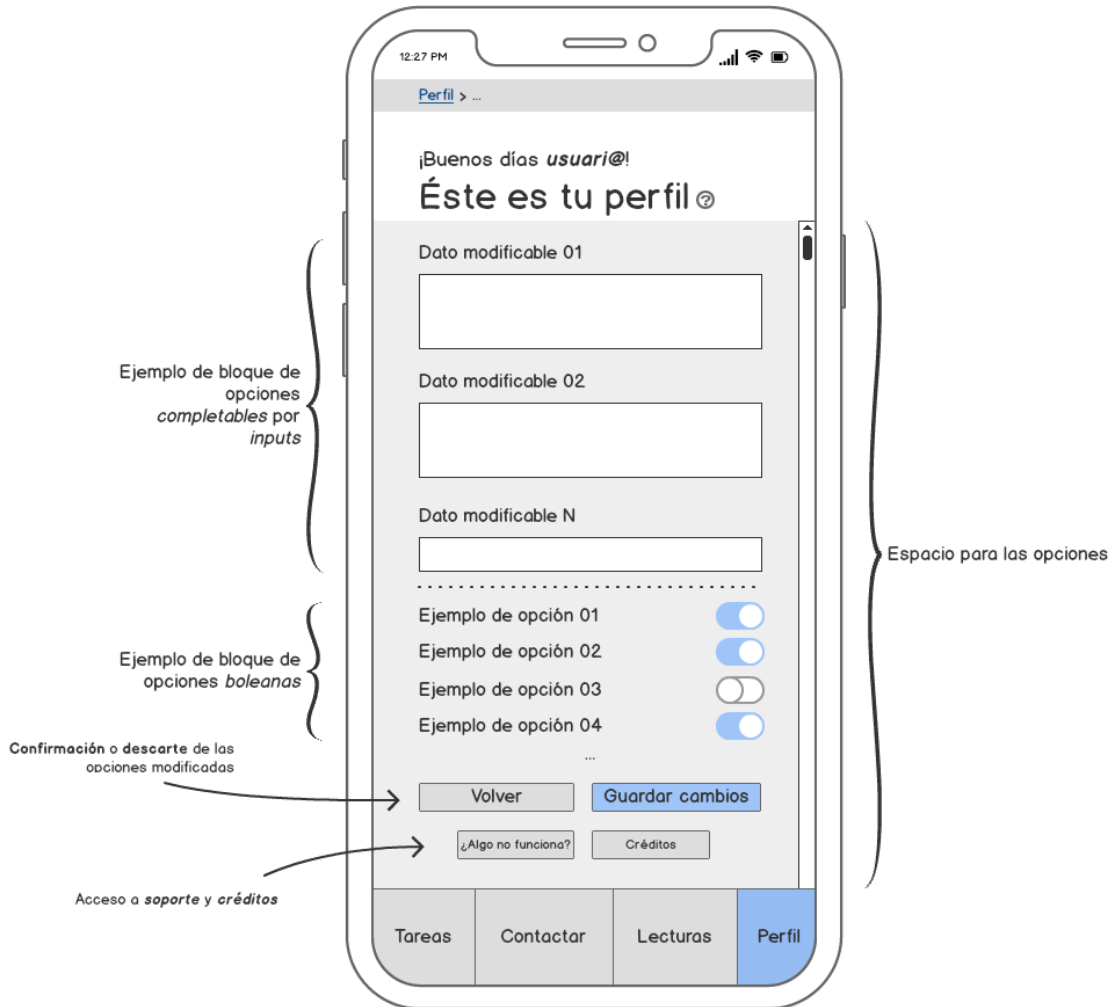 12:27 PM
Perfil > ...
¡Buenos días usuari@!
Éste es tu perfil ?
Dato modificable 01
Dato modificable 02
Dato modificable N
Ejemplo de opción 01
Ejemplo de opción 02
Ejemplo de opción 03
Ejemplo de opción 04
...
Volver
Guardar cambios
¿Algo no funciona?
Créditos
Tareas
Contactar
Lecturas
Perfil
Ejemplo de bloque de
opciones
completables por
inputs
Ejemplo de bloque de
opciones boleanas
Confirmación o descarte de las
opciones modificadas
Acceso a soporte y créditos
Espacio para las opciones